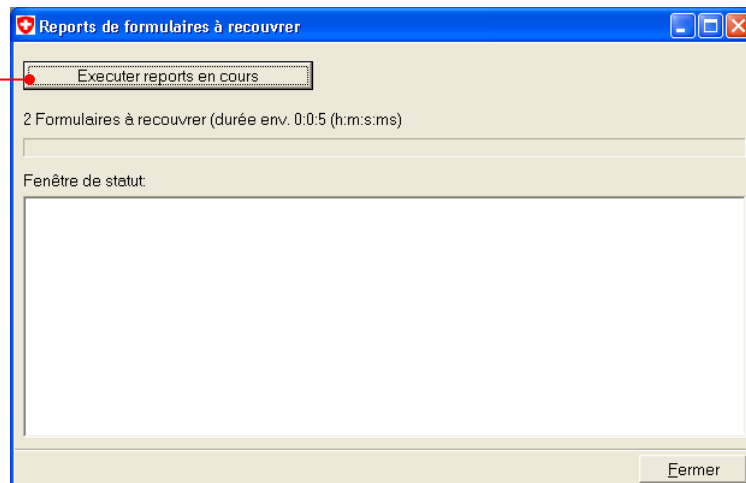 Reports de formulaires à recouvrer
Executer reports en cours
2 Formulaires à recouvrer (durée env. 0:0:5 (h:m:s:ms)
Fenêtre de statut:
Fermer